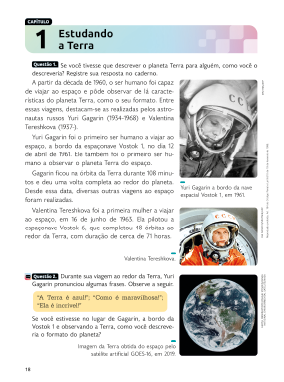 CAPÍTULO
1
Estudando
a Terra
Questão 1. Se você tivesse que descrever o planeta Terra para alguém, como você o
descreveria? Registre sua resposta no caderno.
A partir da década de 1960, o ser humano foi capaz
de viajar ao espaço e pôde observar de lá caracte-
rísticas do planeta Terra, como o seu formato. Entre
essas viagens, destacam-se as realizadas pelos astro-
nautas russos Yuri Gagarin (1934-1968) e Valentina
Tereshkova (1937-).
Yuri Gagarin foi o primeiro ser humano a viajar ao
espaço, a bordo da espaçonave Vostok 1, no dia 12
de abril de 1961. Ele também foi o primeiro ser hu-
mano a observar o planeta Terra do espaço.
Gagarin ficou na órbita da Terra durante 108 minu-
tos e deu uma volta completa ao redor do planeta.
Desde essa data, diversas outras viagens ao espaço
foram realizadas.
Yuri Gagarin a bordo da nave
espacial Vostok 1, em 1961.
Valentina Tereshkova foi a primeira mulher a viajar
ao espaço, em 16 de junho de 1963. Ela pilotou a
espaçonave Vostok 6, que completou 48 órbitas ao
redor da Terra, com duração de cerca de 71 horas.
Valentina Tereshkova.
Questão 2. Durante sua viagem ao redor da Terra, Yuri
Gagarin pronunciou algumas frases. Observe a seguir.
"A Terra é azul!"; "Como é maravilhosa!";
"Ela é incrível!"
Se você estivesse no lugar de Gagarin, a bordo da
Vostok 1 e observando a Terra, como você descreve-
ria o formato do planeta?
Imagem da Terra obtida do espaço pelo
satélite artificial GOES-16, em 2019
18